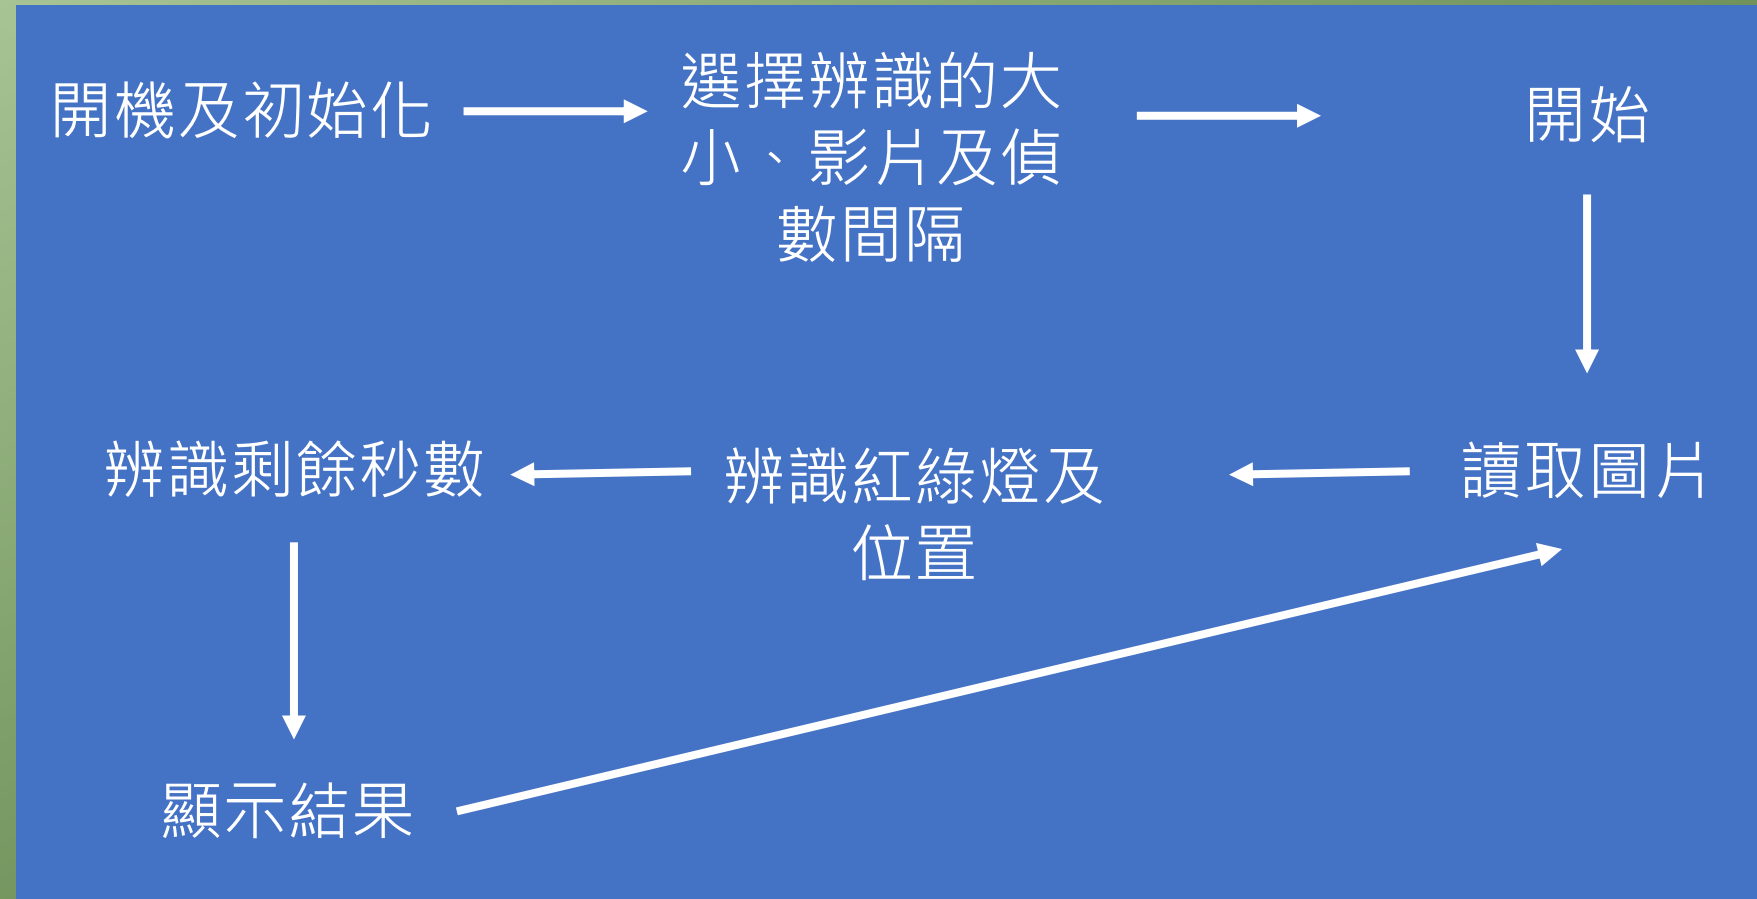 開機及初始化
選擇辨識的大
小、影片及偵
數間隔
開始
讀取圖片
辨識紅綠燈及
位置
辨識剩餘秒數
顯示結果